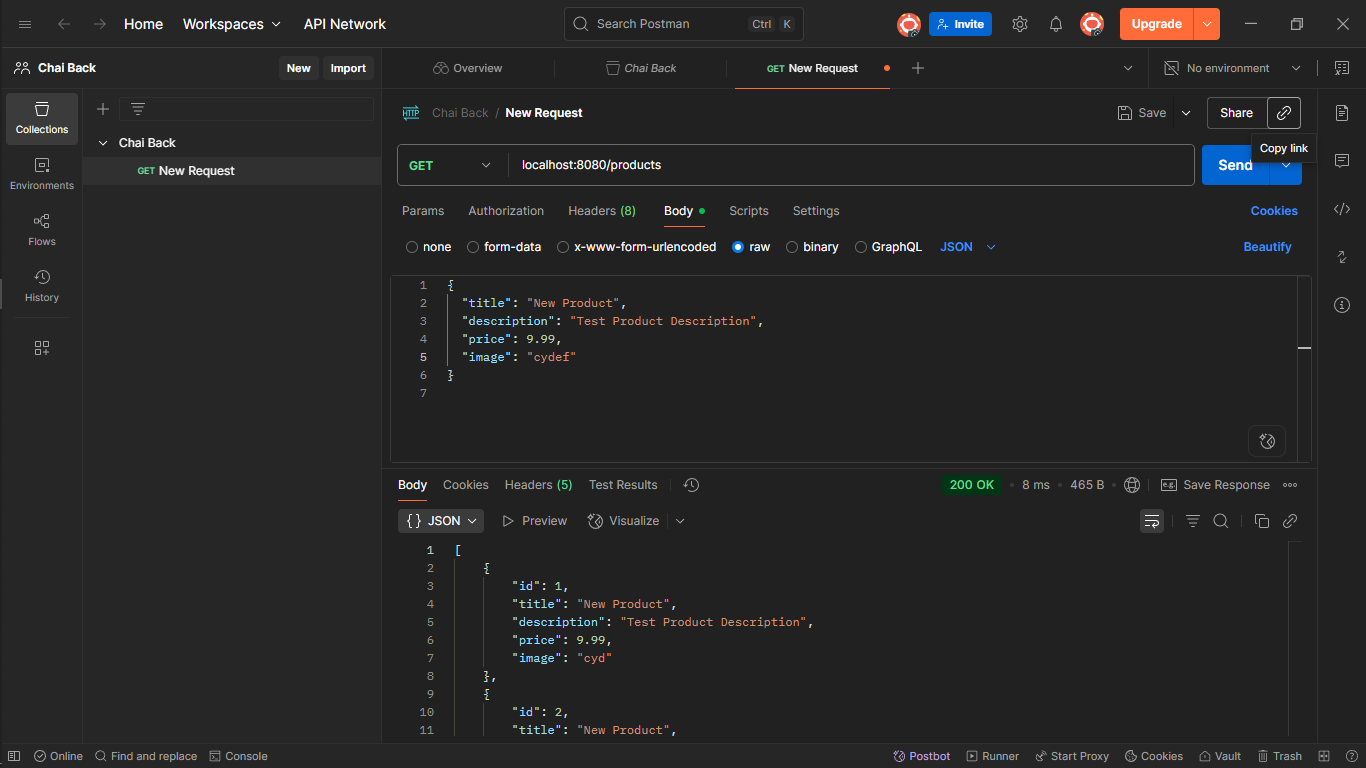 Home Workspaces API Network Search Postman Ctrl K Invite Upgrade
Chai Back New Import Overview Chai Back GET New Request No environment
Collections
Environments
Flows
History
Chai Back
GET New Request
HTTP Chai Back / New Request Save Share
Copy link
GET localhost:8080/products Send
Params Authorization Headers (8) Body Scripts Settings Cookies
none form-data x-www-form-urlencoded raw binary GraphQL JSON Beautify
1 {
2 "title": "New Product",
3 "description": "Test Product Description",
4 "price": 9.99,
5 "image": "cydef"
6 }
7
Body Cookies Headers (5) Test Results 200 OK • 8 ms • 465 B • e.g. Save Response
{} JSON Preview Visualize
1 [
2 {
3 "id": 1,
4 "title": "New Product",
5 "description": "Test Product Description",
6 "price": 9.99,
7 "image": "cyd"
8 },
9 {
10 "id": 2,
11 "title": "New Product",
Online Find and replace Console Postbot Runner Start Proxy Cookies Vault Trash